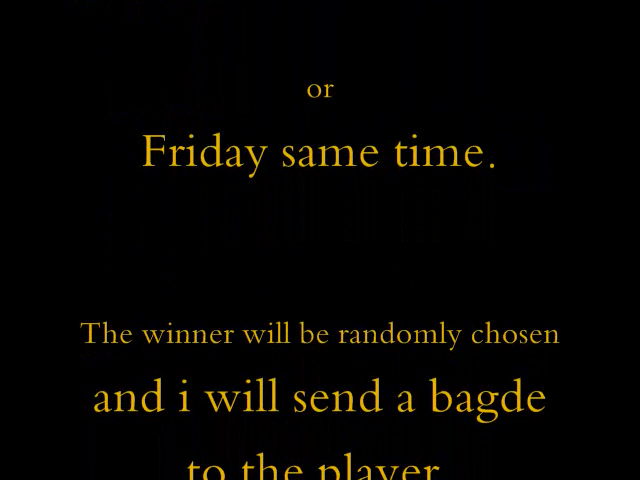 or
Friday same time.
The winner will be randomly chosen
and i will send a bagde
to the player